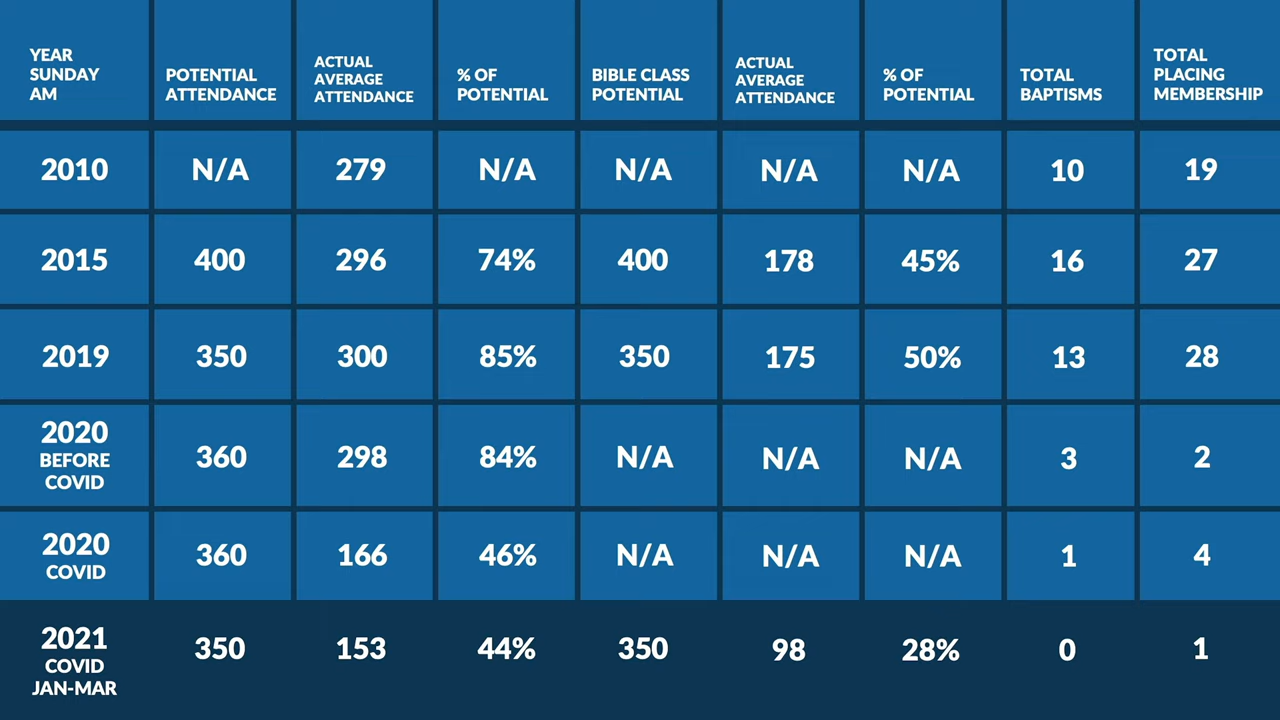 YEAR SUNDAY AM POTENTIAL ATTENDANCE ACTUAL AVERAGE ATTENDANCE % OF POTENTIAL BIBLE CLASS POTENTIAL ACTUAL AVERAGE ATTENDANCE % OF POTENTIAL TOTAL BAPTISMS TOTAL PLACING MEMBERSHIP
2010 N/A 279 N/A N/A N/A N/A 10 19
2015 400 296 74% 400 178 45% 16 27
2019 350 300 85% 350 175 50% 13 28
2020 BEFORE COVID 360 298 84% N/A N/A N/A 3 2
2020 COVID 360 166 46% N/A N/A N/A 1 4
2021 COVID JAN-MAR 350 153 44% 350 98 28% 0 1